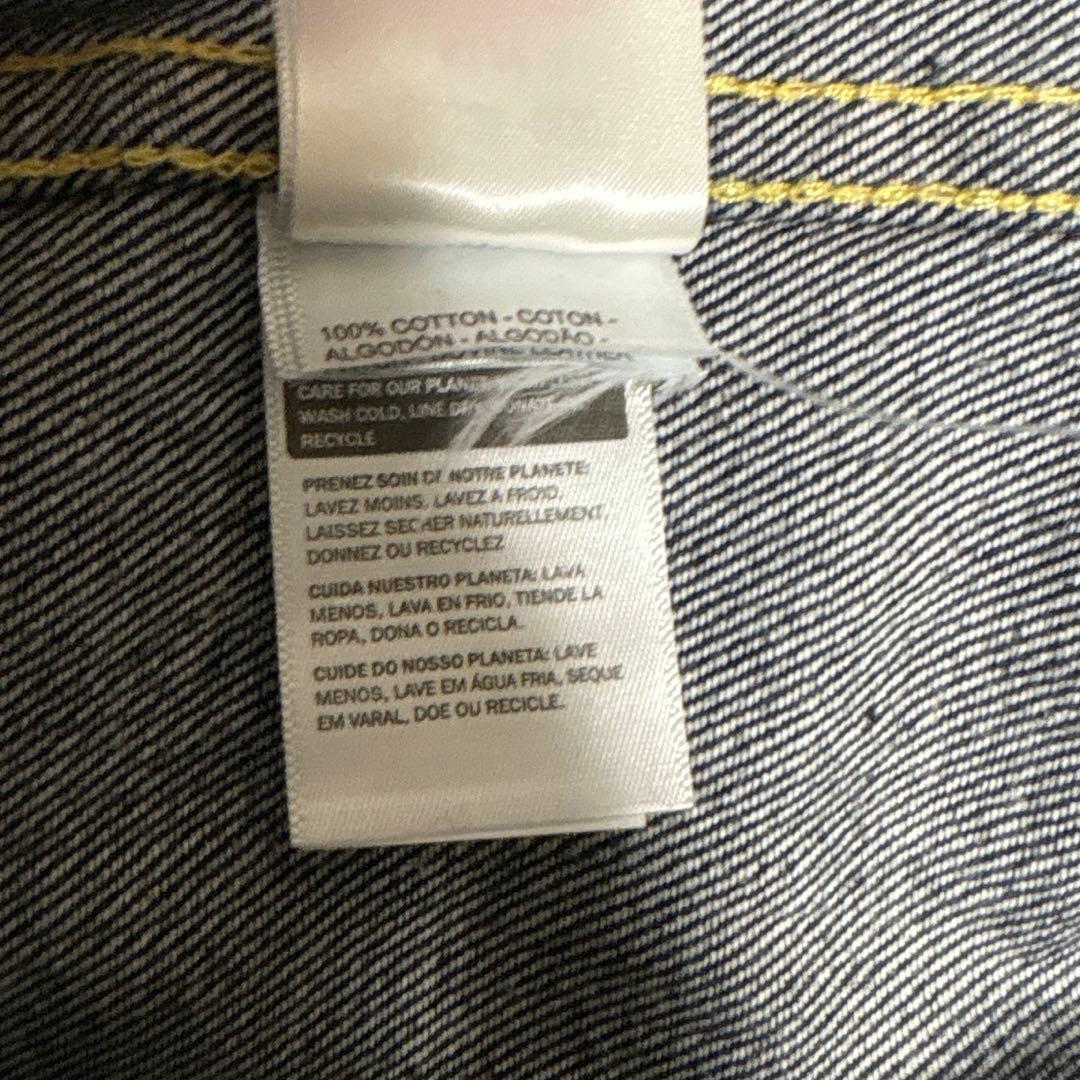 100% COTTON - COTON -
ALGODÓN - ALGODÃO -
CARE FOR OUR PLANET
WASH COLD, LINE DRY, DONATE
RECYCLE
PRENEZ SOIN DE NOTRE PLANETE:
LAVEZ MOINS, LAVEZ A FROID,
LAISSEZ SECHER NATURELLEMENT,
DONNEZ OU RECYCLEZ
CUIDA NUESTRO PLANETA: LAVA
MENOS, LAVA EN FRIO, TIENDE LA
ROPA, DONA O RECICLA.
CUIDE DO NOSSO PLANETA: LAVE
MENOS, LAVE EM ÁGUA FRIA, SEQUE
EM VARAL, DOE OU RECICLE.